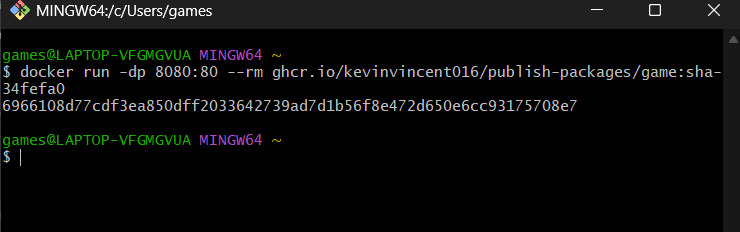 MINGW64:/c/Users/games
games@LAPTOP-VFGMGVUA MINGW64 ~
$ docker run -dp 8080:80 --rm ghcr.io/kevinvincent016/publish-packages/game:sha-
34fefa0
6966108d77cdf3ea850dff2033642739ad7d1b56f8e472d650e6cc93175708e7
games@LAPTOP-VFGMGVUA MINGW64 ~
$